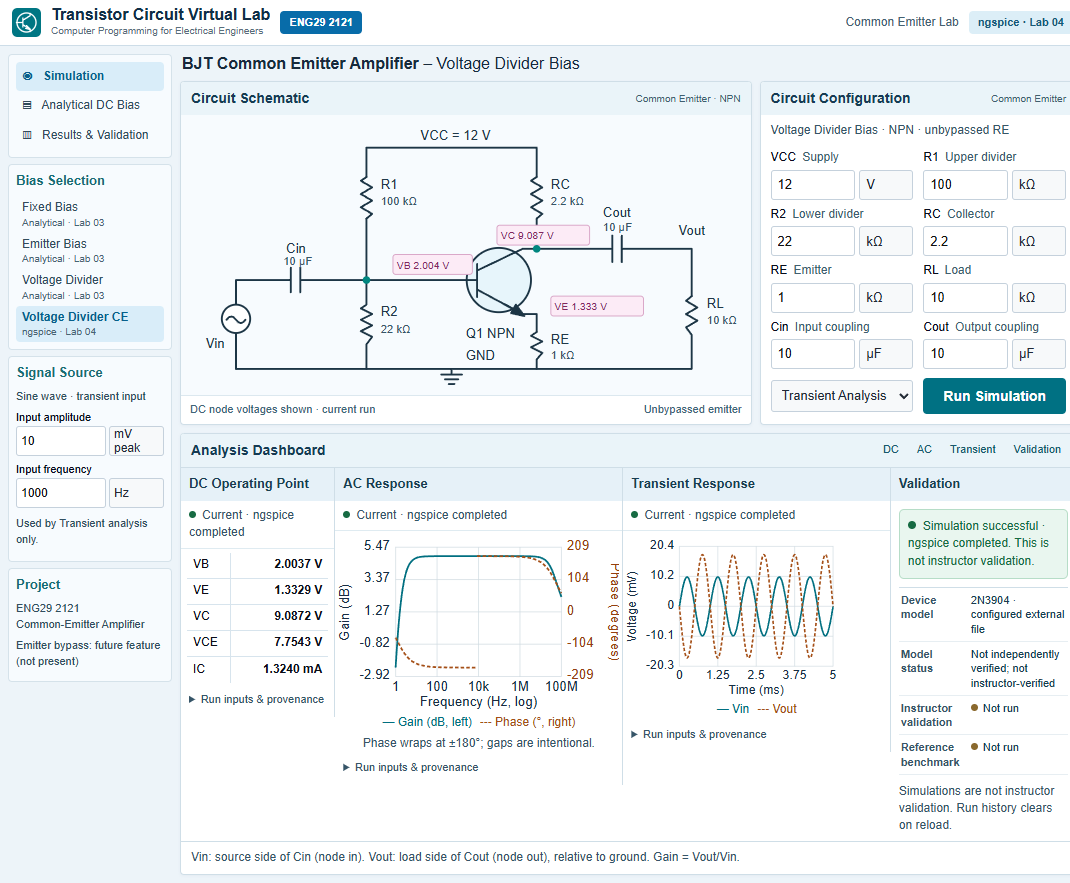 Transistor Circuit Virtual Lab
Computer Programming for Electrical Engineers
ENG29 2121
Common Emitter Lab
ngspice · Lab 04
Simulation
Analytical DC Bias
Results & Validation
Bias Selection
Fixed Bias
Analytical · Lab 03
Emitter Bias
Analytical · Lab 03
Voltage Divider
Analytical · Lab 03
Voltage Divider CE
ngspice · Lab 04
Signal Source
Sine wave · transient input
Input amplitude
10
mV
peak
Input frequency
1000
Hz
Used by Transient analysis
only.
Project
ENG29 2121
Common-Emitter Amplifier
Emitter bypass: future feature
(not present)
BJT Common Emitter Amplifier – Voltage Divider Bias
Circuit Schematic
Common Emitter · NPN
VCC = 12 V
R1
100 kΩ
RC
2.2 kΩ
Cout
10 µF
Vout
VC 9.087 V
Cin
10 µF
VB 2.004 V
VE 1.333 V
R2
22 kΩ
RL
10 kΩ
Vin
Q1 NPN
GND
RE
1 kΩ
DC node voltages shown · current run
Unbypassed emitter
Circuit Configuration
Common Emitter
Voltage Divider Bias · NPN · unbypassed RE
VCC Supply
R1 Upper divider
12
V
100
kΩ
R2 Lower divider
RC Collector
22
kΩ
2.2
kΩ
RE Emitter
RL Load
1
kΩ
10
kΩ
Cin Input coupling
Cout Output coupling
10
µF
10
µF
Transient Analysis
Run Simulation
Analysis Dashboard
DC
AC
Transient
Validation
DC Operating Point
Current · ngspice
completed
VB 2.0037 V
VE 1.3329 V
VC 9.0872 V
VCE 7.7543 V
IC 1.3240 mA
Run inputs & provenance
AC Response
Current · ngspice completed
5.47
3.37
1.27
-0.82
-2.92
Gain (dB)
209
104
0
-104
-209
Phase (degrees)
1
100
10k
1M
100M
Frequency (Hz, log)
Gain (dB, left)
Phase (°, right)
Phase wraps at ±180°; gaps are intentional.
Run inputs & provenance
Transient Response
Current · ngspice completed
20.4
10.2
0
-10.1
-20.3
Voltage (mV)
0
1.25
2.5
3.75
5
Time (ms)
Vin
Vout
Run inputs & provenance
Validation
Simulation successful ·
ngspice completed. This is
not instructor validation.
Device
model
2N3904 ·
configured external
file
Model
status
Not independently
verified; not
instructor-verified
Instructor
validation
Not run
Reference
benchmark
Not run
Simulations are not instructor
validation. Run history clears
on reload.
Vin: source side of Cin (node in). Vout: load side of Cout (node out), relative to ground. Gain = Vout/Vin.